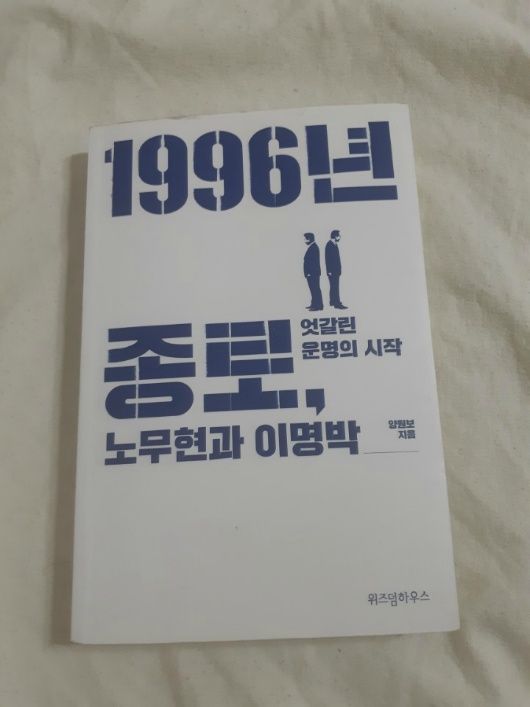 1996년
엇갈린
운명의 시작
종로,
노무현과 이명박
양원보
지음
위즈덤하우스